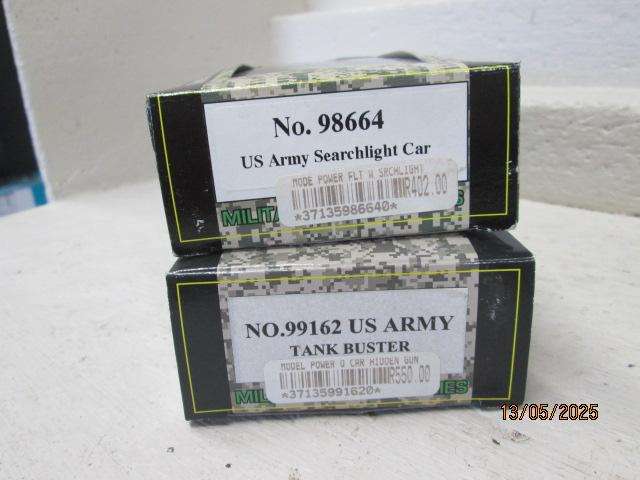 No. 98664
US Army Searchlight Car
MODE POWER FLT W SRCHLIGHT
R402.00
*37135986640*
NO.99162 US ARMY
TANK BUSTER
MODEL POWER O CAR HIDDEN GUN
R560.00
*37135991620*
13/05/2025